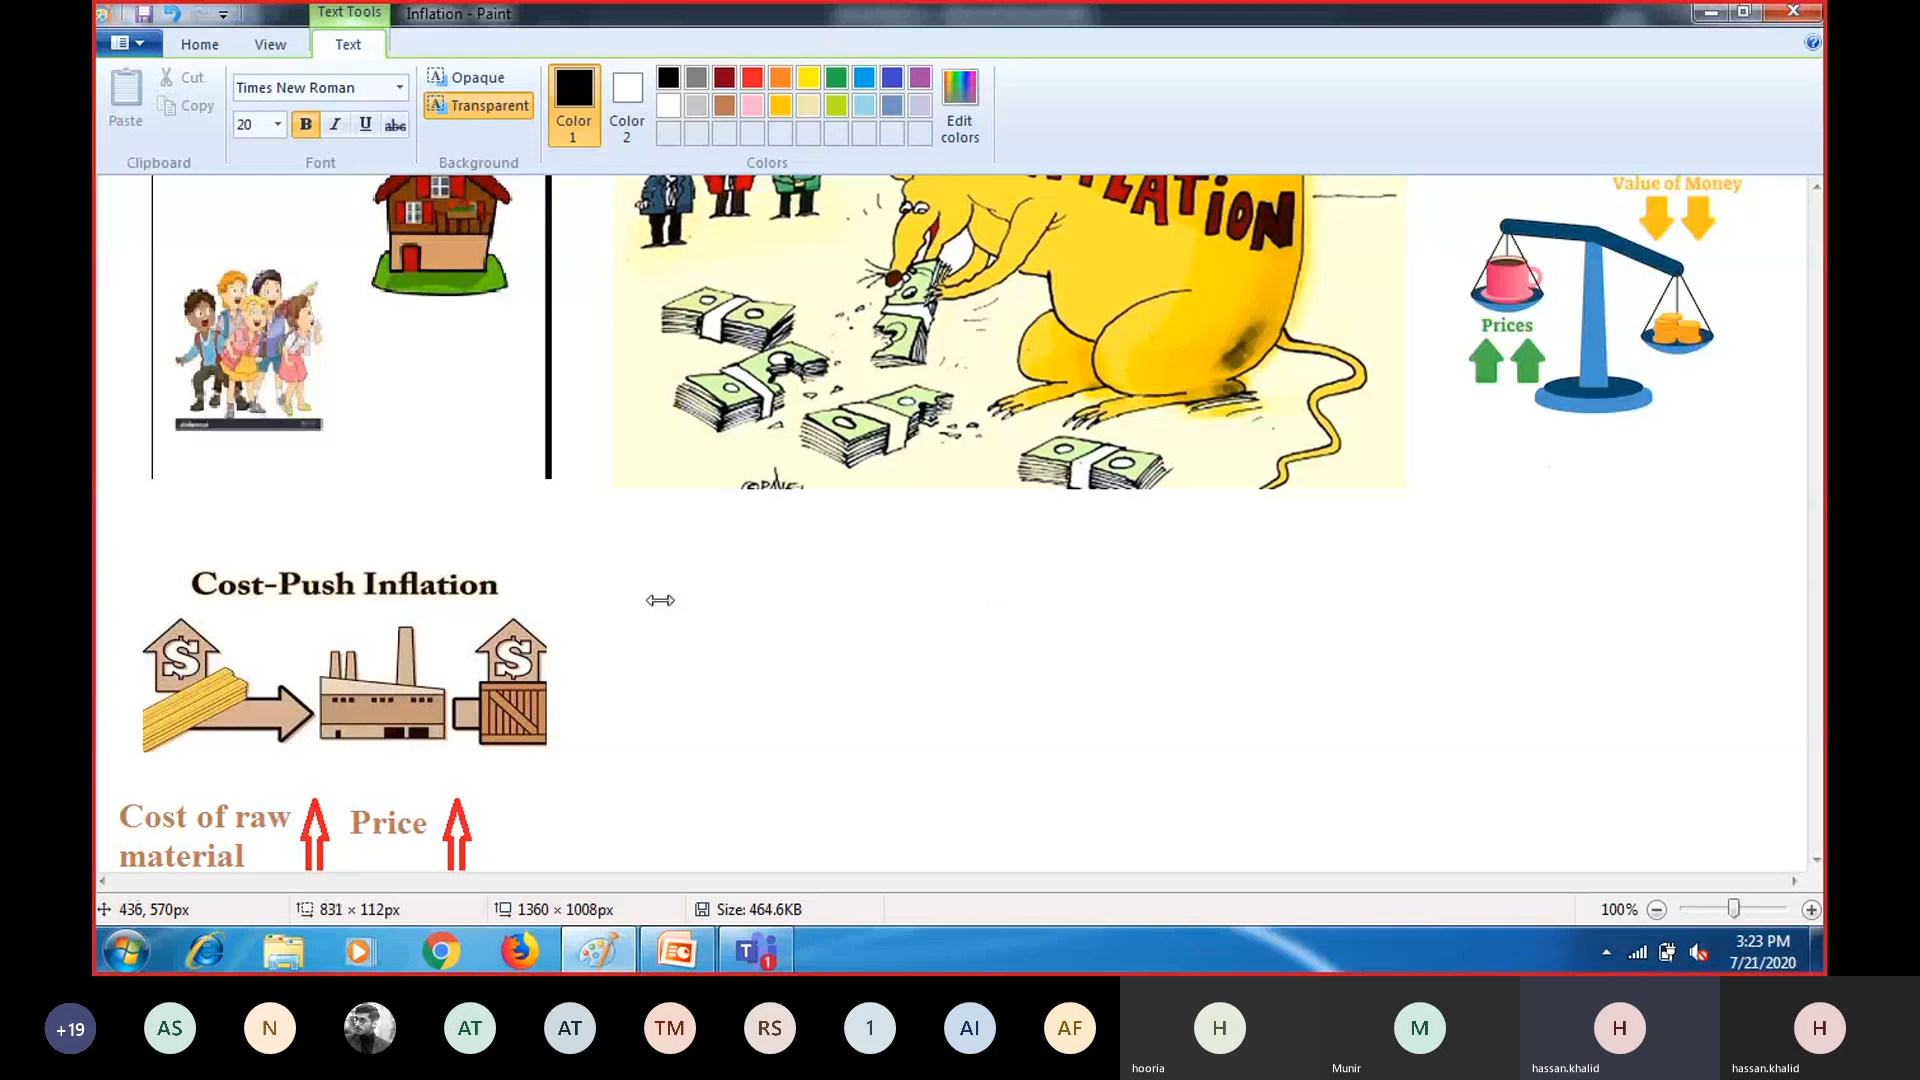 Text Tools
Inflation - Paint
Home
View
Text
Paste
Cut
Copy
Clipboard
Times New Roman
20
B I U abc
Font
Opaque
Transparent
Background
Color 1
Color 2
Edit colors
Colors
INFLATION
Value of Money
Prices
Cost-Push Inflation
$
$
Cost of raw material
Price
436, 570px
831 × 112px
1360 × 1008px
Size: 464.6KB
100%
T
1
3:23 PM
7/21/2020
+19
AS
N
AT
AT
TM
RS
1
AI
AF
H
hooria
M
Munir
H
hassan.khalid
H
hassan.khalid